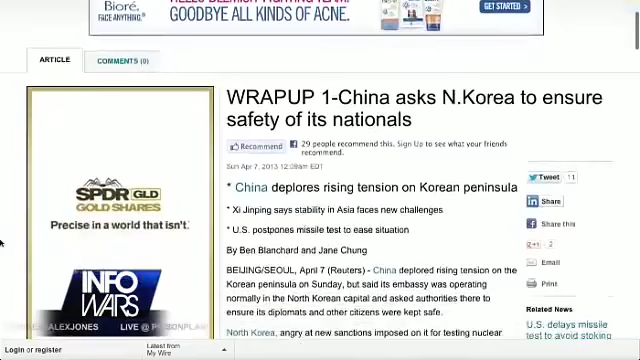 Bioré.
FACE ANYTHING.
GOODBYE ALL KINDS OF ACNE.
GET STARTED >
ARTICLE
COMMENTS (0)
WRAPUP 1-China asks N.Korea to ensure
safety of its nationals
Recommend
29 people recommend this. Sign Up to see what your friends
recommend.
Sun Apr 7, 2013 12:09am EDT
* China deplores rising tension on Korean peninsula
* Xi Jinping says stability in Asia faces new challenges
* U.S. postpones missile test to ease situation
By Ben Blanchard and Jane Chung
BEIJING/SEOUL, April 7 (Reuters) - China deplored rising tension on the
Korean peninsula on Sunday, but said its embassy was operating
normally in the North Korean capital and asked authorities there to
ensure its diplomats and other citizens were kept safe.
North Korea, angry at new sanctions imposed on it for testing nuclear
Tweet 11
Share
Share this
+1 2
Email
Print
Related News
U.S. delays missile
test to avoid stoking
SPDR GLD
GOLD SHARES
Precise in a world that isn't.
INFO
WARS
ALEXJONES
LIVE @
Login or register
Latest from
My Wire